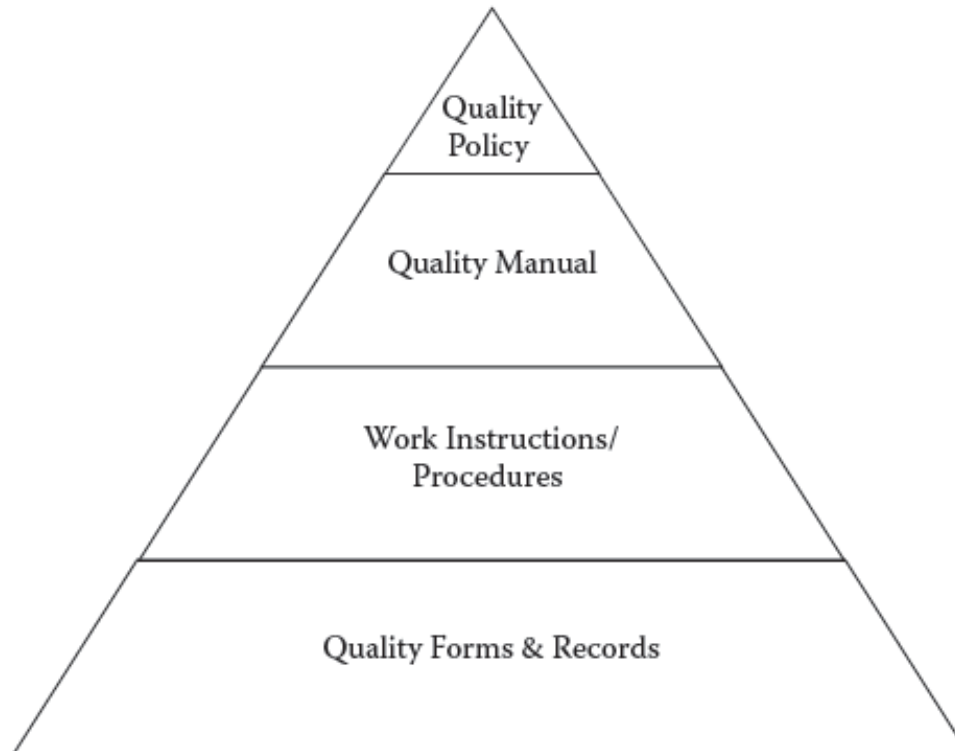 Quality
Policy
Quality Manual
Work Instructions/
Procedures
Quality Forms & Records